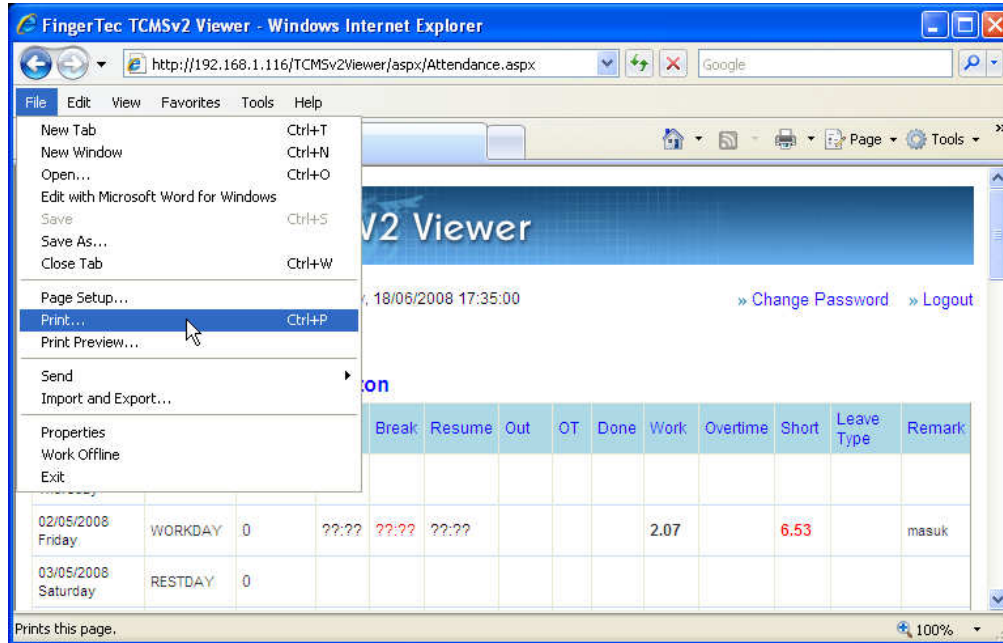 FingerTec TCMSv2 Viewer - Windows Internet Explorer
http://192.168.1.116/TCMSv2Viewer/aspx/Attendance.aspx Google
File Edit View Favorites Tools Help
Page Tools
New Tab Ctrl+T
New Window Ctrl+N
Open... Ctrl+O
Edit with Microsoft Word for Windows
Save Ctrl+S
Save As...
Close Tab Ctrl+W
Page Setup...
Print... Ctrl+P
Print Preview...
Send
Import and Export...
Properties
Work Offline
Exit
V2 Viewer
, 18/06/2008 17:35:00 » Change Password » Logout
ton
Break Resume Out OT Done Work Overtime Short Leave Type Remark
02/05/2008 Friday WORKDAY 0 ??:?? ??:?? ??:?? 2.07 6.53 masuk
03/05/2008 Saturday RESTDAY 0
Prints this page. 100%